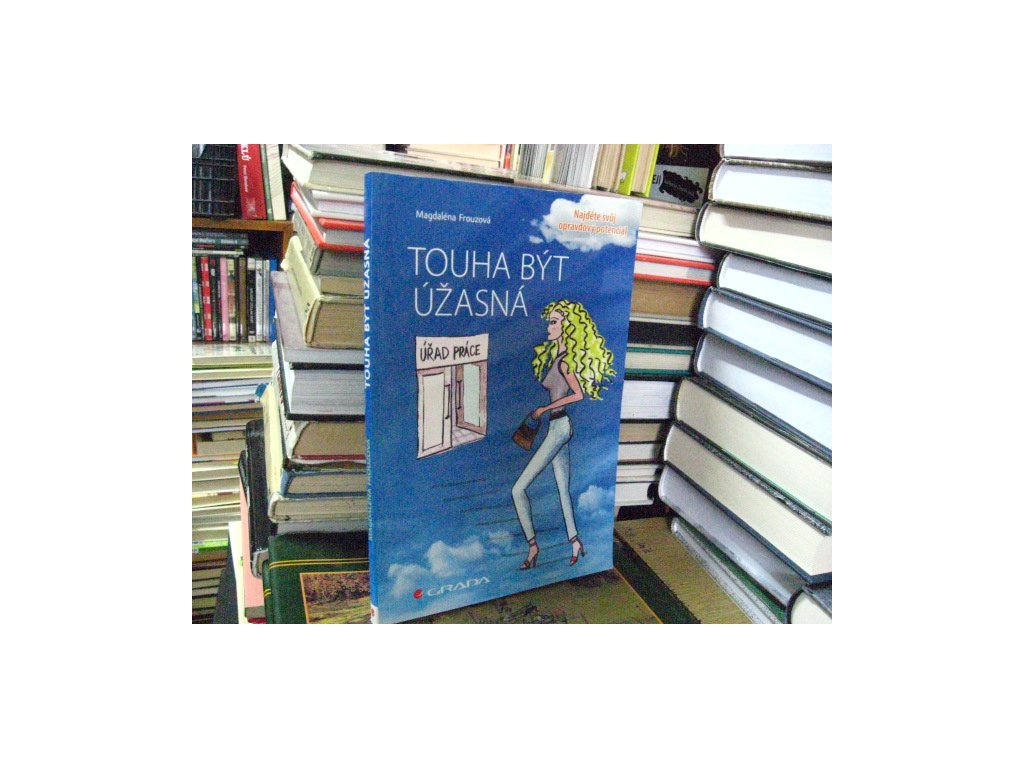 Magdaléna Frouzová
Najděte svůj
opravdový potenciál
TOUHA BÝT
ÚŽASNÁ
ÚŘAD PRÁCE
GRADA
TOUHA BÝT ÚŽASNÁ